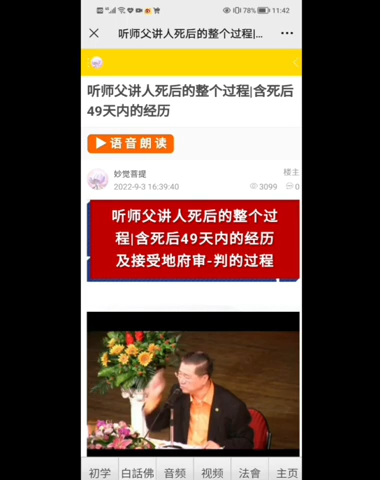 78% 11:42
听师父讲人死后的整个过程|...
听师父讲人死后的整个过程|含死后
49天内的经历
语音朗读
妙觉菩提
楼主
2022-9-3 16:39:40
3099
0
听师父讲人死后的整个过
程|含死后49天内的经历
及接受地府审-判的过程
初学 白話佛 音频 视频 法會 主页